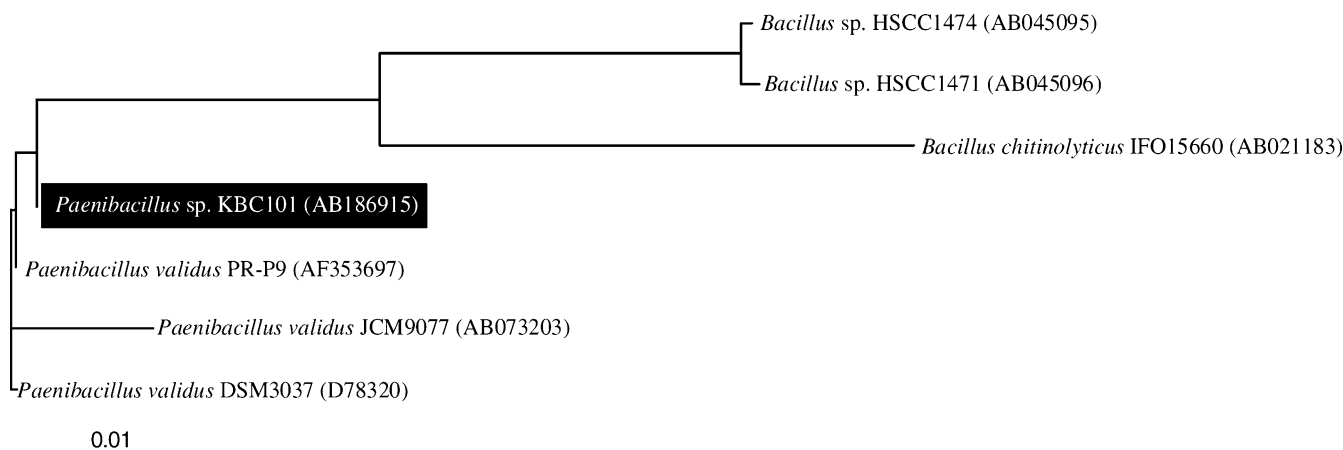 Bacillus sp. HSCC1474 (AB045095)
Bacillus sp. HSCC1471 (AB045096)
Bacillus chitinolyticus IFO15660 (AB021183)
Paenibacillus sp. KBC101 (AB186915)
Paenibacillus validus PR-P9 (AF353697)
Paenibacillus validus JCM9077 (AB073203)
Paenibacillus validus DSM3037 (D78320)
0.01